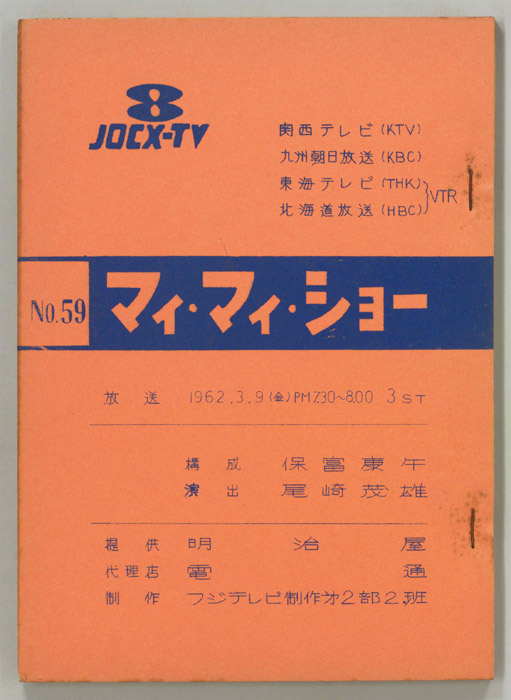 8
JOCX-TV
関西テレビ(KTV)
九州朝日放送(KBC)
東海テレビ(THK)
北海道放送(HBC)
VTR
No.59
マイ・マイ・ショー
放送 1962.3.9(金)PM7.30~8.00 3ST
構成 保富康午
演出 尾崎茂雄
提供 明治屋
代理店 電通
制作 フジテレビ制作才2部2.班